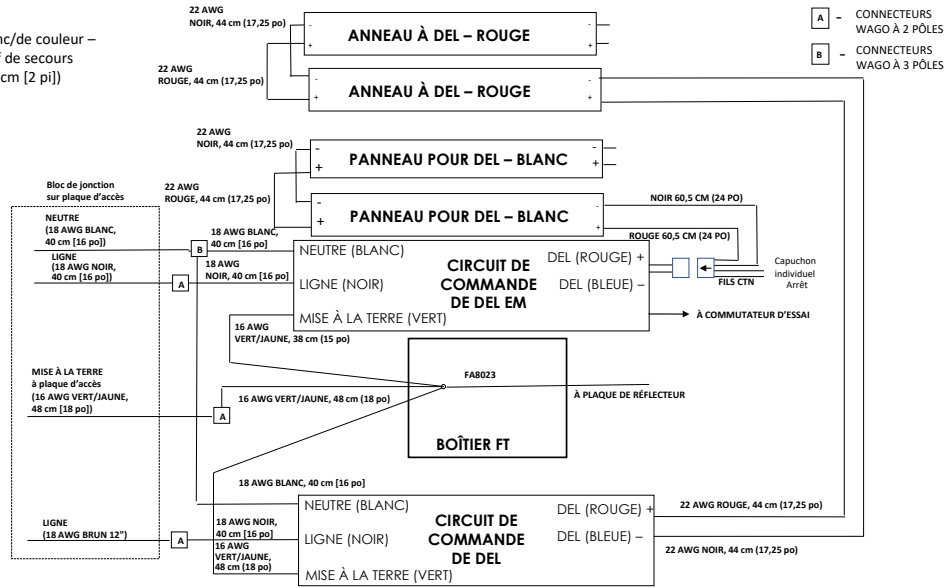 nc/de couleur –
f de secours
cm [2 pi])
22 AWG
NOIR, 44 cm (17,25 po)
-
+
ANNEAU À DEL – ROUGE
-
+
22 AWG
ROUGE, 44 cm (17,25 po)
-
+
ANNEAU À DEL – ROUGE
-
+
A - CONNECTEURS
WAGO À 2 PÔLES
B - CONNECTEURS
WAGO À 3 PÔLES
22 AWG
NOIR, 44 cm (17,25 po)
-
+
PANNEAU POUR DEL – BLANC
-
+
22 AWG
ROUGE, 44 cm (17,25 po)
-
+
PANNEAU POUR DEL – BLANC
-
+
NOIR 60,5 CM (24 PO)
ROUGE 60,5 CM (24 PO)
Bloc de jonction
sur plaque d’accès
NEUTRE
(18 AWG BLANC,
40 cm [16 po])
LIGNE
(18 AWG NOIR,
40 cm [16 po])
B
A
18 AWG BLANC,
40 cm [16 po]
18 AWG
NOIR, 40 cm [16 po]
NEUTRE (BLANC)
LIGNE (NOIR)
MISE À LA TERRE (VERT)
CIRCUIT DE
COMMANDE
DE DEL EM
DEL (ROUGE) +
DEL (BLEUE) –
FILS CTN
Capuchon
individuel
Arrêt
À COMMUTATEUR D’ESSAI
16 AWG
VERT/JAUNE, 38 cm (15 po)
MISE À LA TERRE
à plaque d’accès
(16 AWG VERT/JAUNE,
48 cm [18 po])
A
16 AWG VERT/JAUNE, 48 cm (18 po)
FA8023
À PLAQUE DE RÉFLECTEUR
BOÎTIER FT
18 AWG BLANC, 40 cm [16 po]
LIGNE
(18 AWG BRUN 12")
A
18 AWG NOIR,
40 cm [16 po]
16 AWG
VERT/JAUNE,
48 cm (18 po)
NEUTRE (BLANC)
LIGNE (NOIR)
MISE À LA TERRE (VERT)
CIRCUIT DE
COMMANDE
DE DEL
DEL (ROUGE) +
DEL (BLEUE) –
22 AWG ROUGE, 44 cm (17,25 po)
22 AWG NOIR, 44 cm (17,25 po)